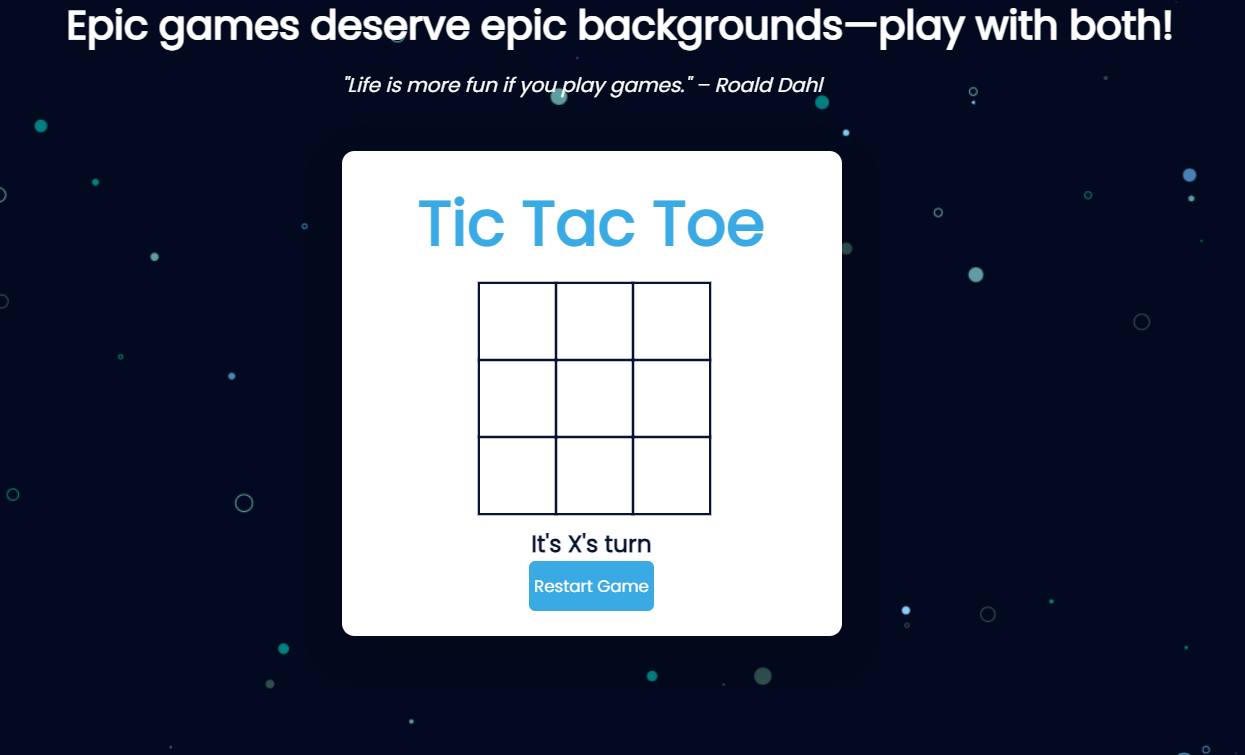 Epic games deserve epic backgrounds—play with both!
"Life is more fun if you play games." – Roald Dahl
Tic Tac Toe
It's X's turn
Restart Game